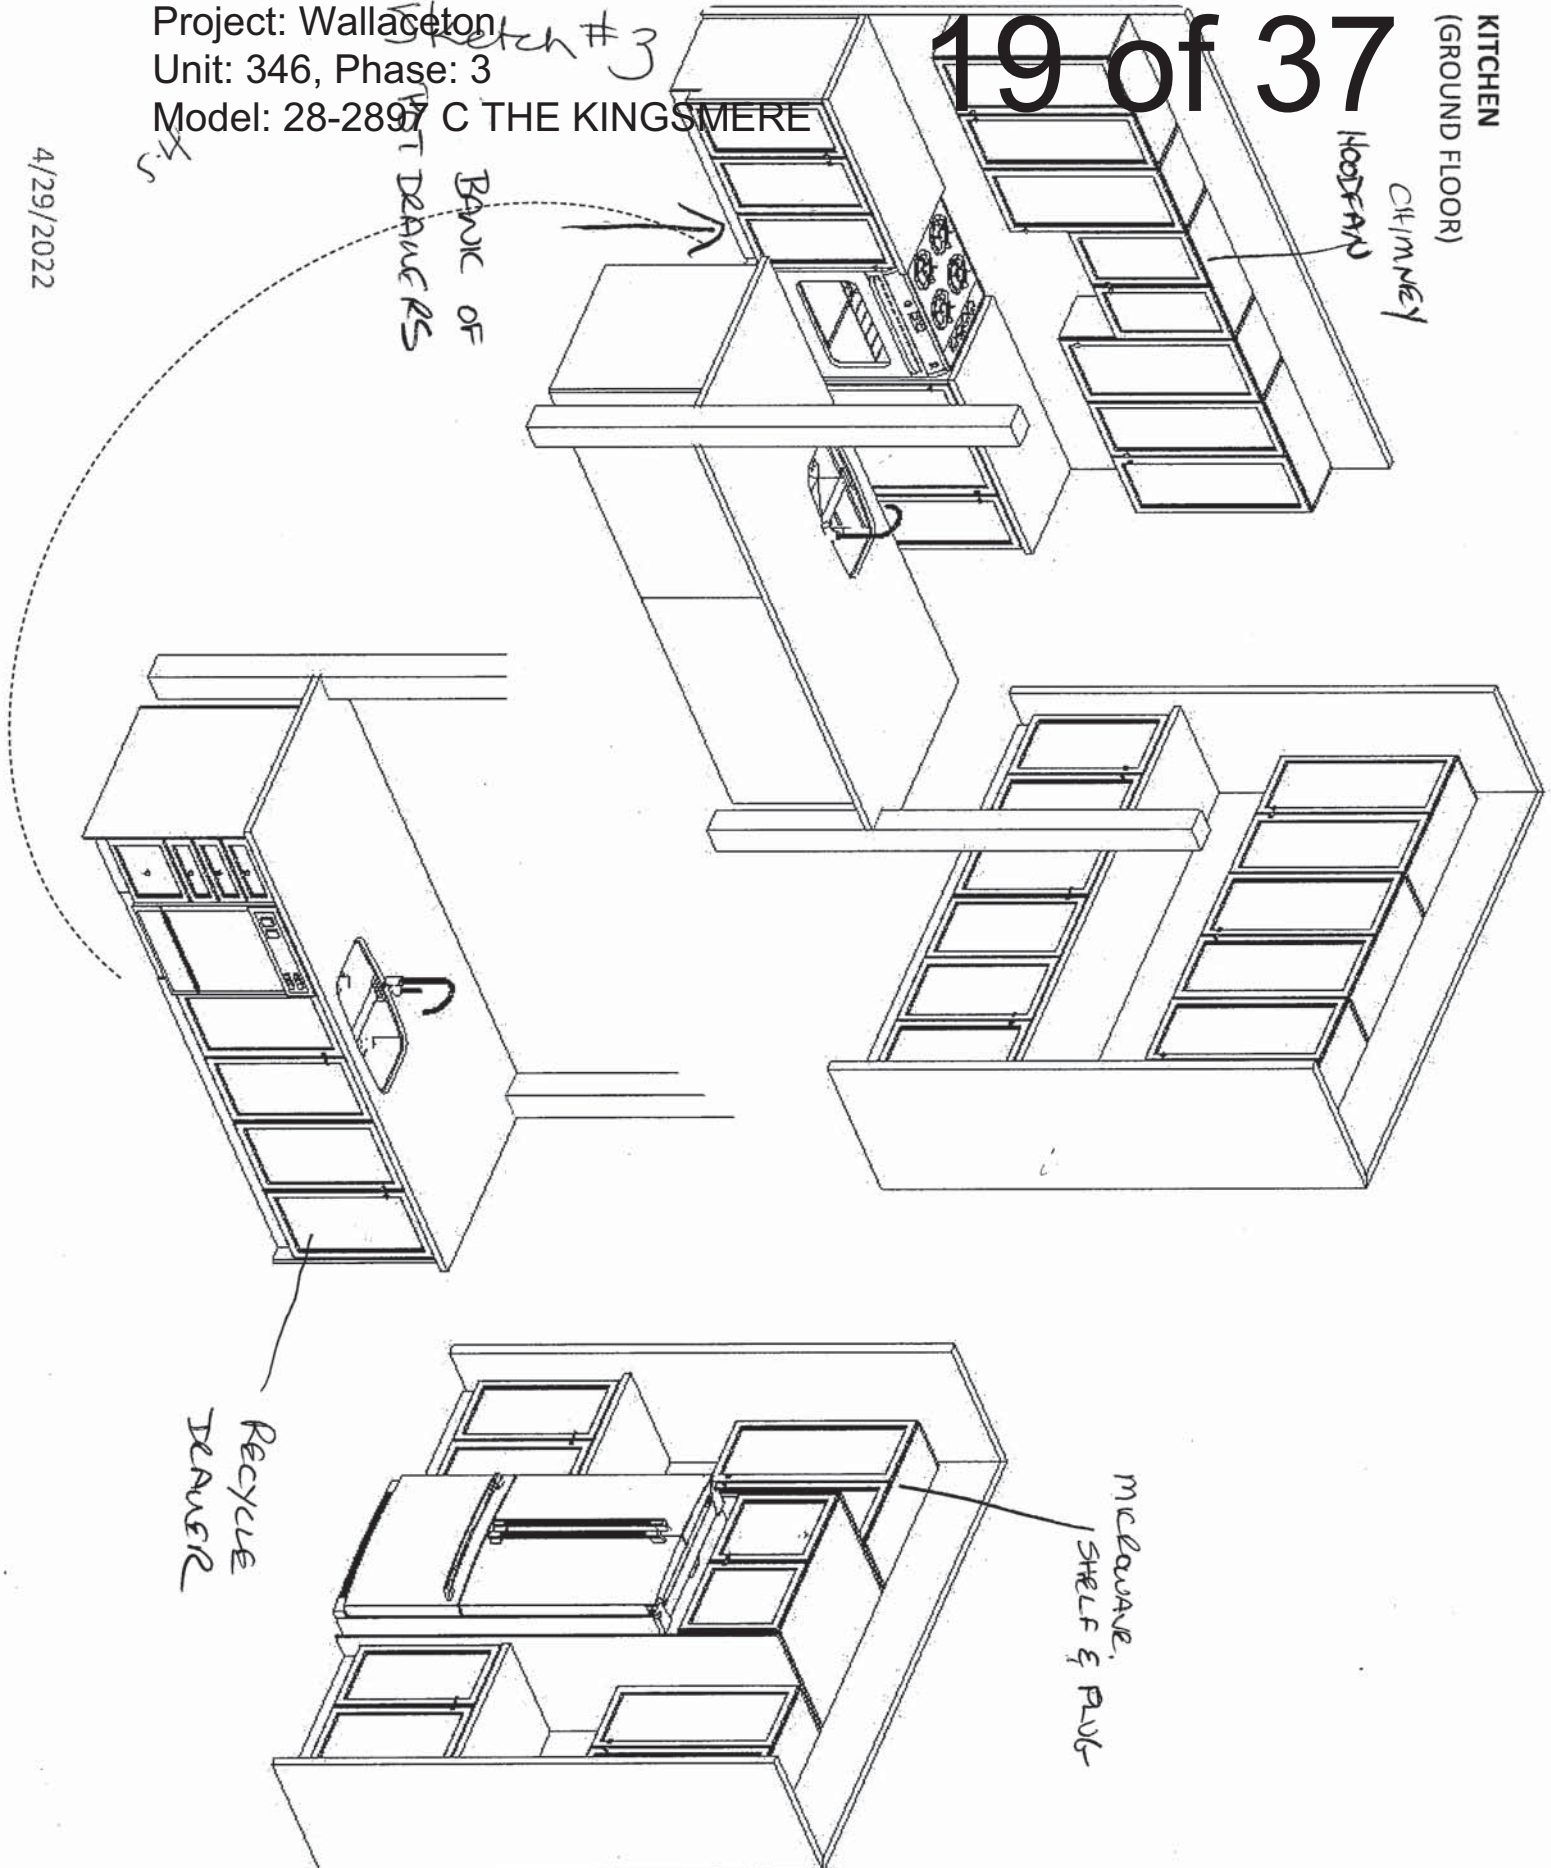 Project: Wallaceton
Unit: 346, Phase: 3
Model: 28-2897 C THE KINGSMERE
Sketch #3
19 of 37
KITCHEN
(GROUND FLOOR)
CHIMNEY
HOODFAN
BANK OF
POT DRAWERS
4/29/2022
MICROWAVE
SHELF & PLUG
RECYCLE
DRAWER